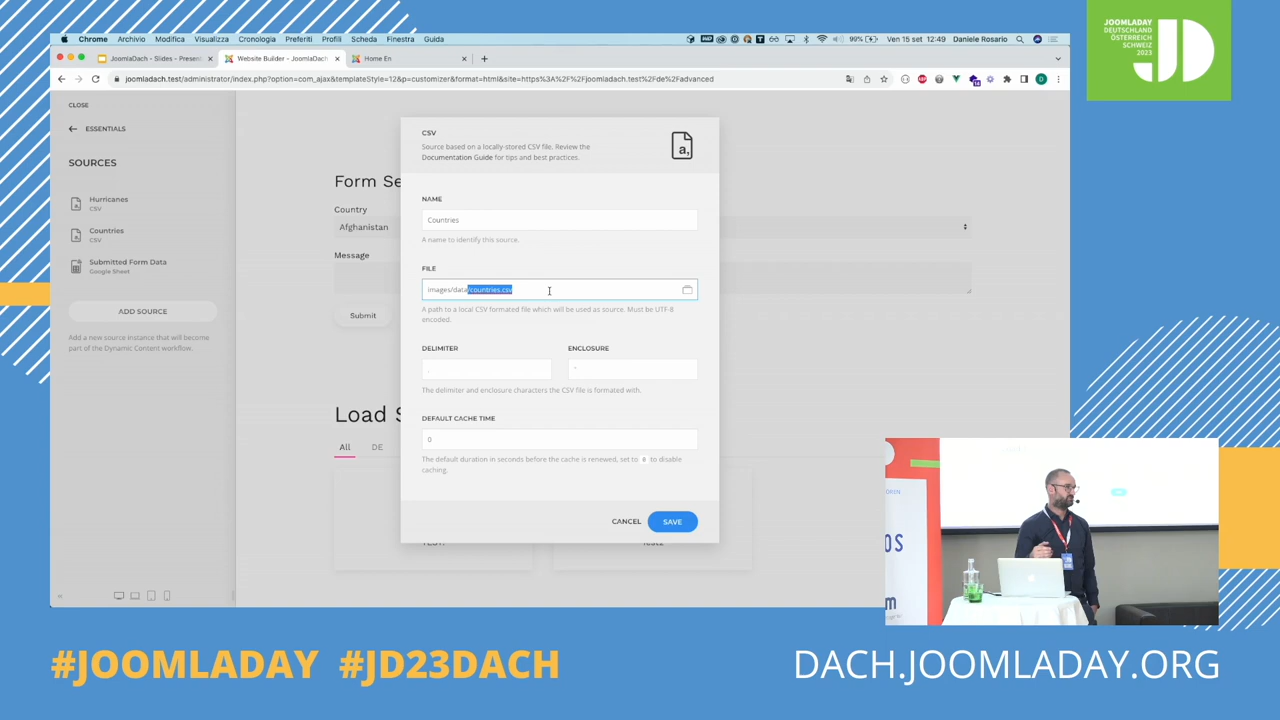 Chrome Archivio Modifica Visualizza Cronologia Preferiti Profili Scheda Finestra Guida
99% Ven 15 set 12:49 Daniele Rosario
JoomlaDach - Slides - Presen
Website Builder - JoomlaDach
Home En
joomladach.test/administrator/index.php?option=com_ajax&templateStyle=12&p=customizer&format=html&site=https%3A%2F%2Fjoomladach.test%2Fde%2Fadvanced
CLOSE
ESSENTIALS
SOURCES
Hurricanes
CSV
Countries
CSV
Submitted Form Data
Google Sheet
ADD SOURCE
Add a new source instance that will become
part of the Dynamic Content workflow.
Form Se
Country
Afghanistan
Message
Submit
Load S
All DE
CSV
Source based on a locally-stored CSV file. Review the
Documentation Guide for tips and best practices.
a,
NAME
Countries
A name to identify this source.
FILE
images/data/countries.csv
A path to a local CSV formated file which will be used as source. Must be UTF-8
encoded.
DELIMITER ENCLOSURE
, "
The delimiter and enclosure characters the CSV file is formated with.
DEFAULT CACHE TIME
0
The default duration in seconds before the cache is renewed, set to 0 to disable
caching.
CANCEL SAVE
JOOMLADAY
DEUTSCHLAND
ÖSTERREICH
SCHWEIZ
2023
JD
#JOOMLADAY #JD23DACH
DACH.JOOMLADAY.ORG